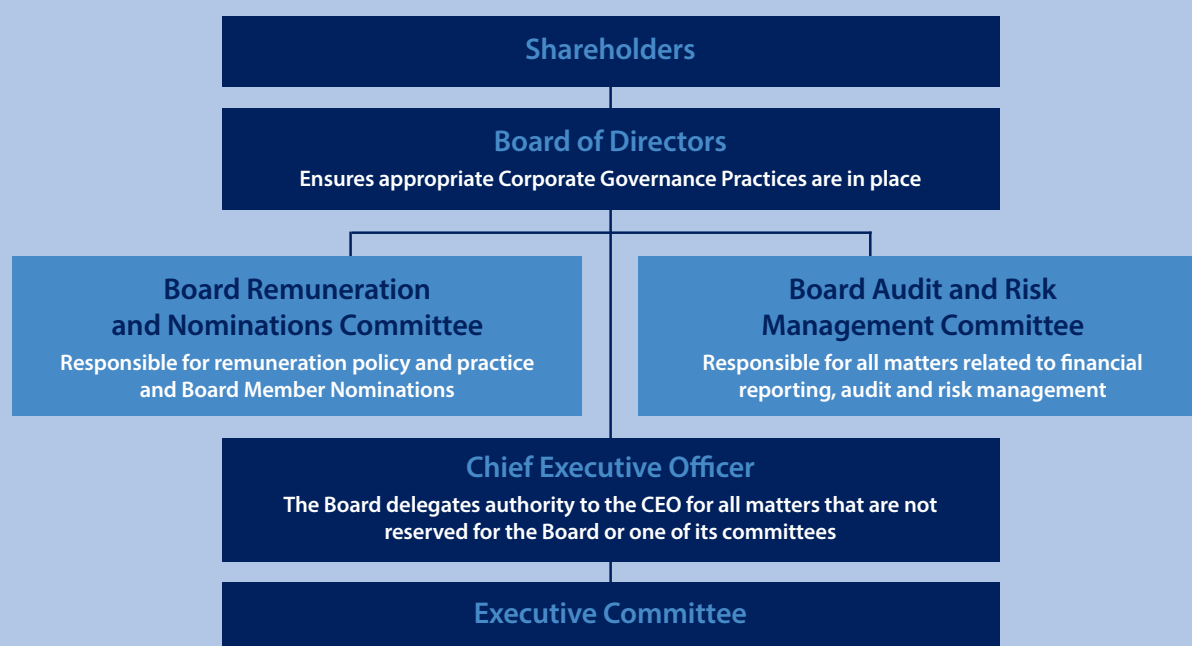 Shareholders
Board of Directors
Ensures appropriate Corporate Governance Practices are in place
Board Remuneration
and Nominations Committee
Responsible for remuneration policy and practice
and Board Member Nominations
Board Audit and Risk
Management Committee
Responsible for all matters related to financial
reporting, audit and risk management
Chief Executive Officer
The Board delegates authority to the CEO for all matters that are not
reserved for the Board or one of its committees
Executive Committee